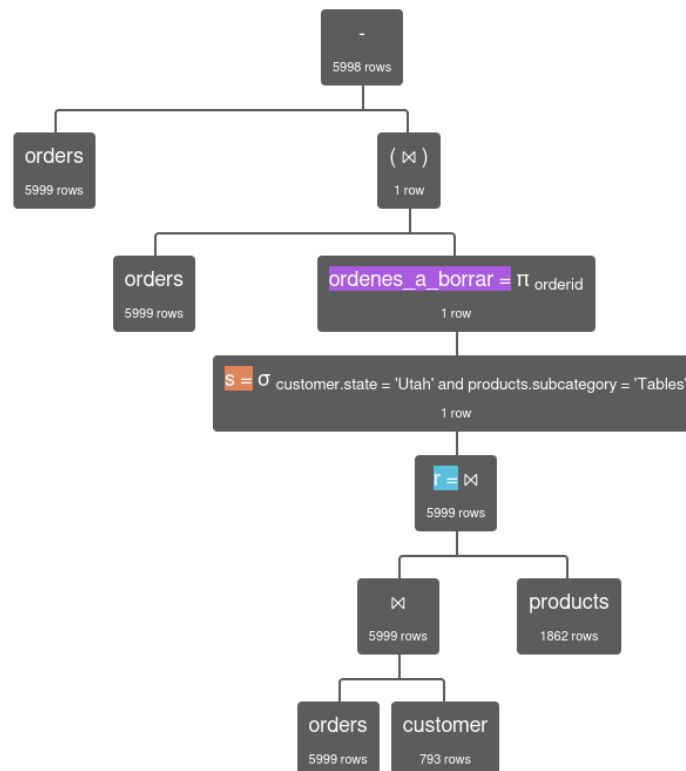 -
5998 rows
orders
5999 rows
( ⋈ )
1 row
orders
5999 rows
ordenes_a_borrar = π orderid
1 row
s = σ customer.state = 'Utah' and products.subcategory = 'Tables'
1 row
r = ⋈
5999 rows
⋈
5999 rows
products
1862 rows
orders
5999 rows
customer
793 rows